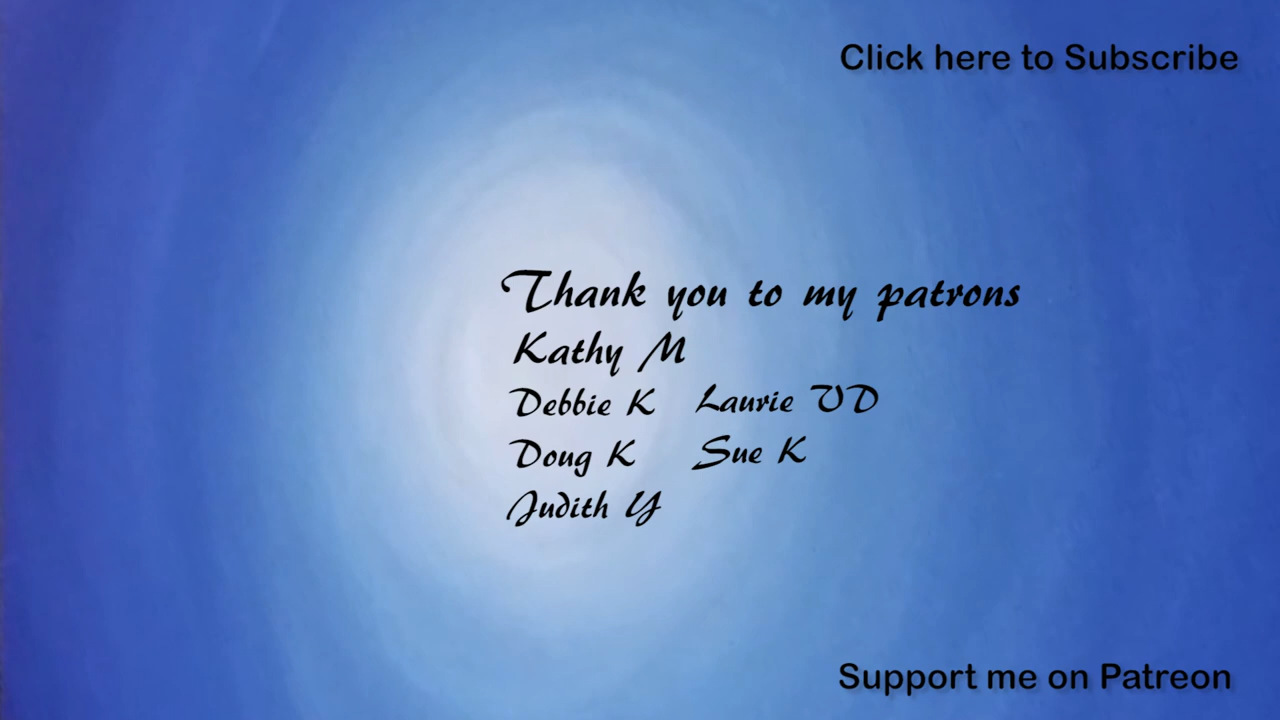 Click here to Subscribe
Thank you to my patrons
Kathy M
Debbie K Laurie VD
Doug K Sue K
Judith Y
Support me on Patreon